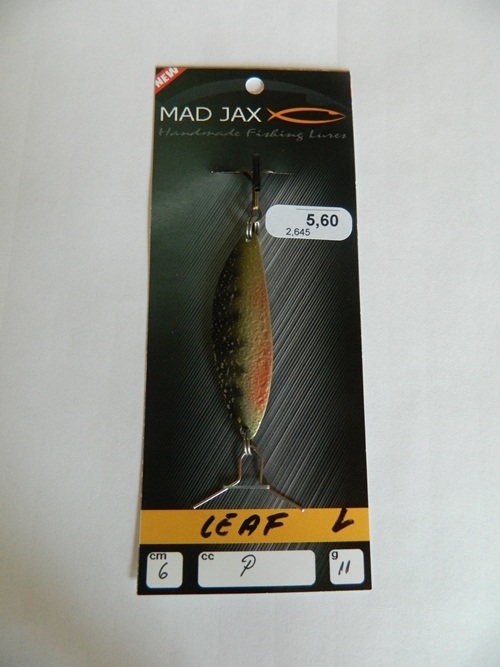 NEW
MAD JAX
Handmade Fishing Lures
5,60
2,645
LEAF L
cm cc g
6 P 11